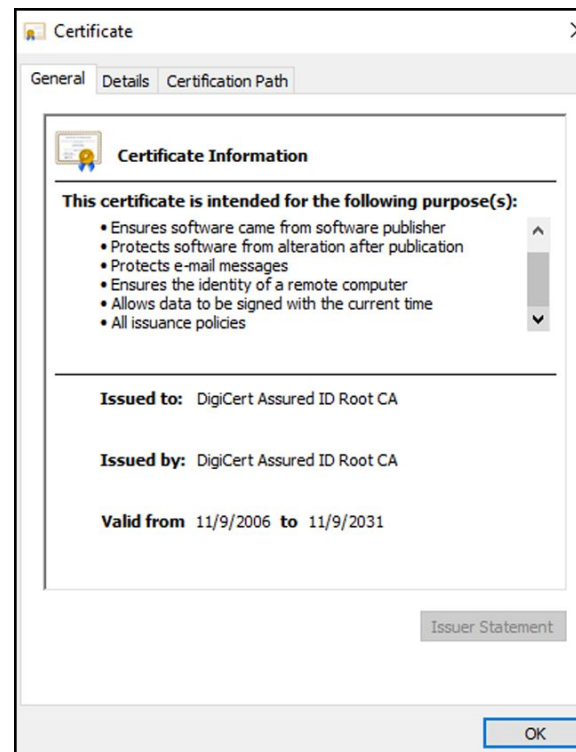 Certificate
General Details Certification Path
Certificate Information
This certificate is intended for the following purpose(s):
• Ensures software came from software publisher
• Protects software from alteration after publication
• Protects e-mail messages
• Ensures the identity of a remote computer
• Allows data to be signed with the current time
• All issuance policies
Issued to: DigiCert Assured ID Root CA
Issued by: DigiCert Assured ID Root CA
Valid from 11/9/2006 to 11/9/2031
Issuer Statement
OK